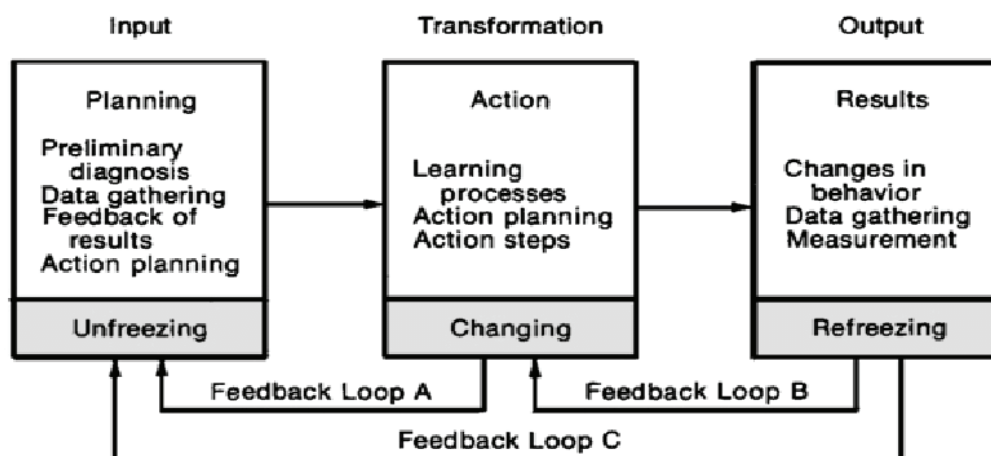 Input
Transformation
Output
Planning
Preliminary
diagnosis
Data gathering
Feedback of
results
Action planning
Unfreezing
Action
Learning
processes
Action planning
Action steps
Changing
Results
Changes in
behavior
Data gathering
Measurement
Refreezing
Feedback Loop A
Feedback Loop B
Feedback Loop C